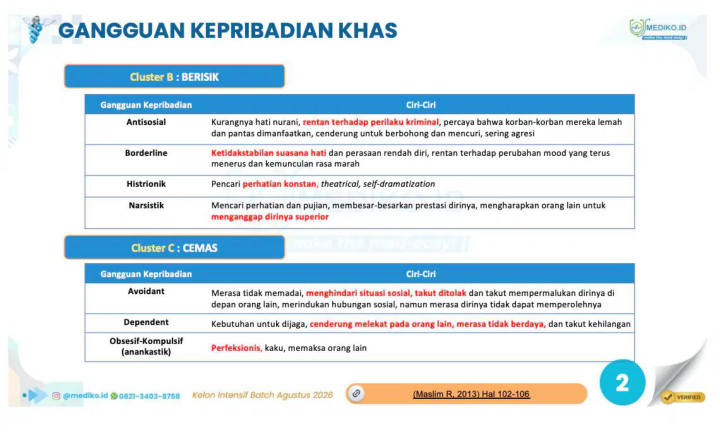 GANGGUAN KEPRIBADIAN KHAS
MEDIKO.ID
Cluster B : BERISIK
Gangguan Kepribadian Ciri-Ciri
Antisosial Kurangnya hati nurani, rentan terhadap perilaku kriminal, percaya bahwa korban-korban mereka lemah
dan pantas dimanfaatkan, cenderung untuk berbohong dan mencuri, sering agresi
Borderline Ketidakstabilan suasana hati dan perasaan rendah diri, rentan terhadap perubahan mood yang terus
menerus dan kemunculan rasa marah
Histrionik Pencari perhatian konstan, theatrical, self-dramatization
Narsistik Mencari perhatian dan pujian, membesar-besarkan prestasi dirinya, mengharapkan orang lain untuk
menganggap dirinya superior
Cluster C : CEMAS
Gangguan Kepribadian Ciri-Ciri
Avoidant Merasa tidak memadai, menghindari situasi sosial, takut ditolak dan takut mempermalukan dirinya di
depan orang lain, merindukan hubungan sosial, namun merasa dirinya tidak dapat memperolehnya
Dependent Kebutuhan untuk dijaga, cenderung melekat pada orang lain, merasa tidak berdaya, dan takut kehilangan
Obsesif-Kompulsif
(anankastik) Perfeksionis, kaku, memaksa orang lain
@mediko.id 0821-3403-8758 Kelon Intensif Batch Agustus 2026 (Maslim R, 2013) Hal 102-106
2
VERIFIED